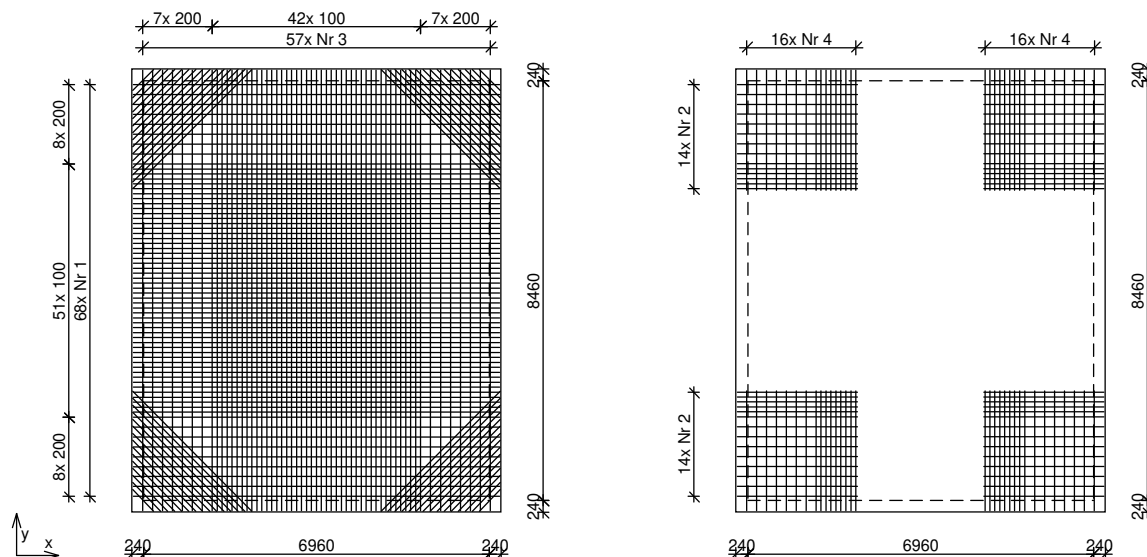 7x 200 42x 100 7x 200
57x Nr 3
16x Nr 4 16x Nr 4
240 240
8x 200
14x Nr 2
51x 100
68x Nr 1
8460 8460
8x 200
14x Nr 2
240 240
y
x
240 6960 240 240 6960 240